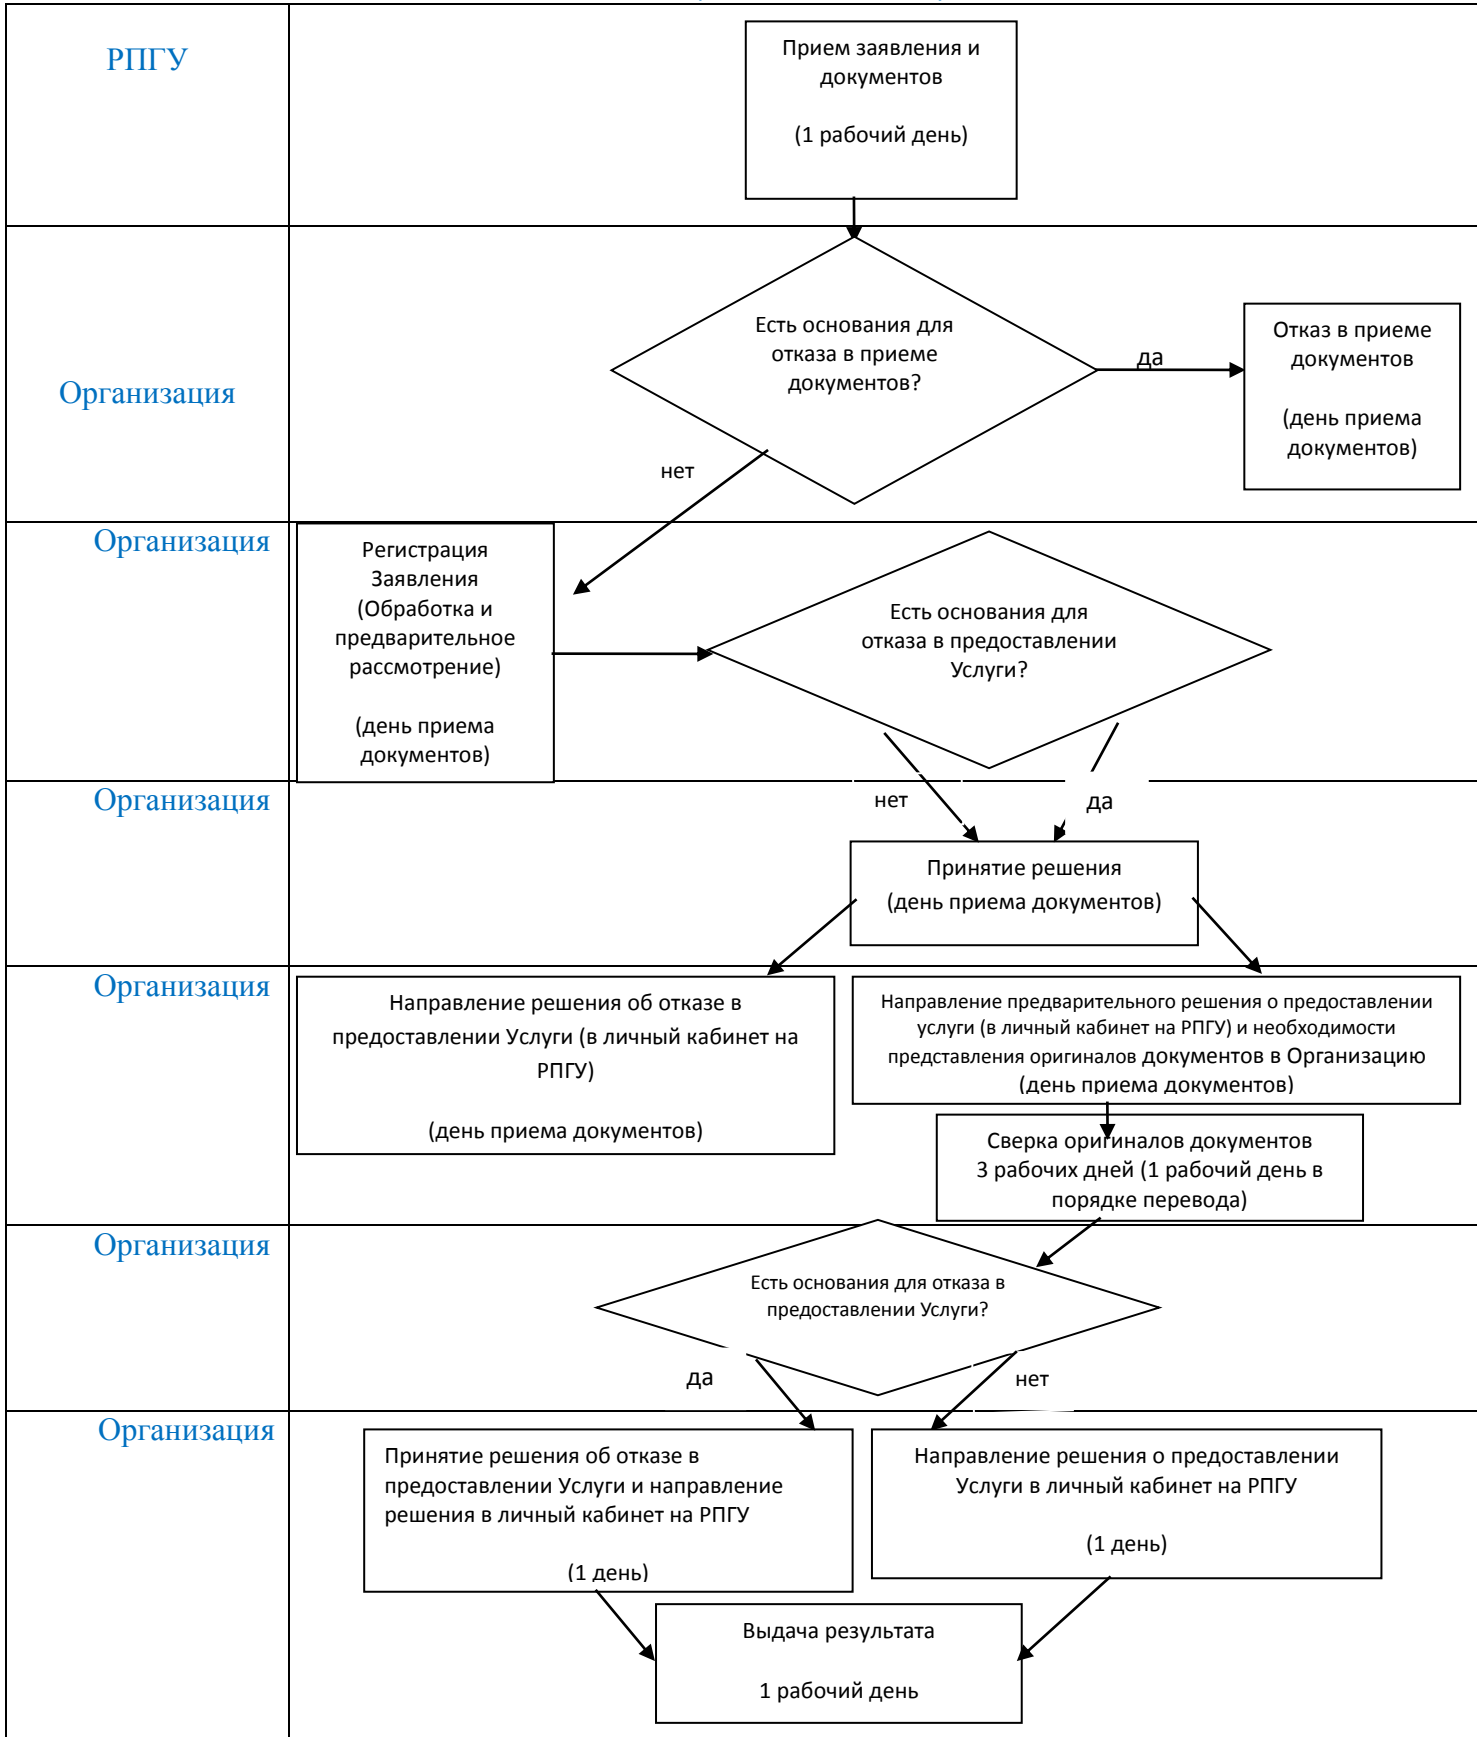 РПГУ
Прием заявления и
документов
(1 рабочий день)
Организация
Есть основания для
отказа в приеме
документов?
да
Отказ в приеме
документов
(день приема
документов)
нет
Организация
Регистрация
Заявления
(Обработка и
предварительное
рассмотрение)
(день приема
документов)
Есть основания для
отказа в предоставлении
Услуги?
Организация
нет
да
Принятие решения
(день приема документов)
Организация
Направление решения об отказе в
предоставлении Услуги (в личный кабинет на
РПГУ)
(день приема документов)
Направление предварительного решения о предоставлении
услуги (в личный кабинет на РПГУ) и необходимости
представления оригиналов документов в Организацию
(день приема документов)
Сверка оригиналов документов
3 рабочих дней (1 рабочий день в
порядке перевода)
Организация
Есть основания для отказа в
предоставлении Услуги?
да
нет
Организация
Принятие решения об отказе в
предоставлении Услуги и направление
решения в личный кабинет на РПГУ
(1 день)
Направление решения о предоставлении
Услуги в личный кабинет на РПГУ
(1 день)
Выдача результата
1 рабочий день